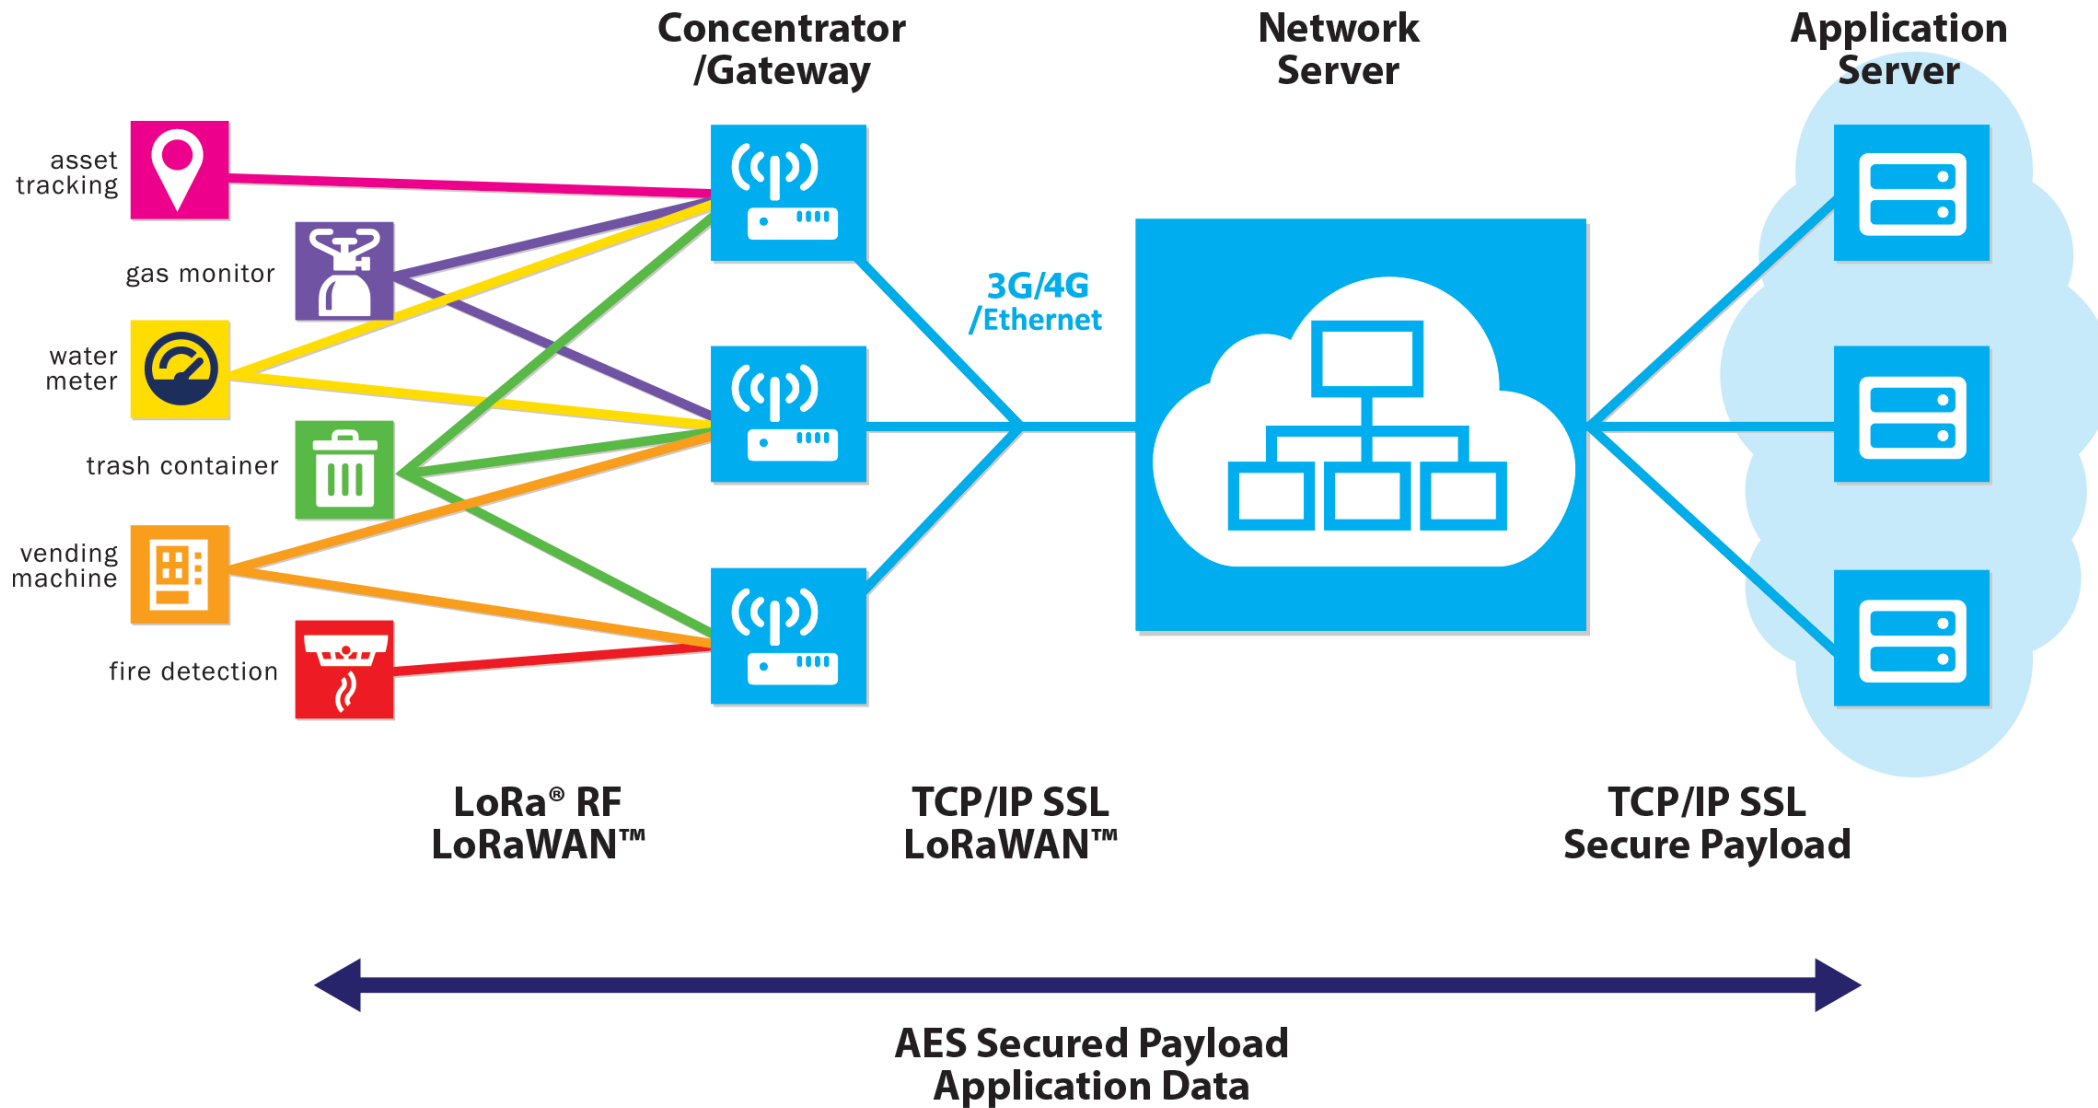 Concentrator
/Gateway
Network
Server
Application
Server
asset
tracking
gas monitor
water
meter
trash container
vending
machine
fire detection
3G/4G
/Ethernet
LoRa® RF
LoRaWAN™
TCP/IP SSL
LoRaWAN™
TCP/IP SSL
Secure Payload
AES Secured Payload
Application Data